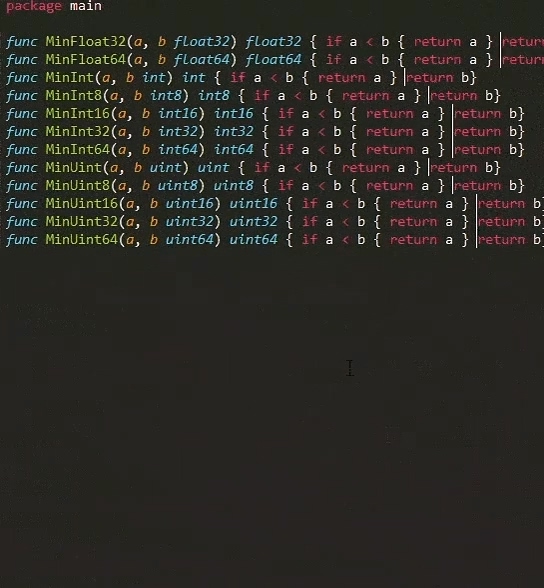 package main
func MinFloat32(a, b float32) float32 { if a < b { return a } retur
func MinFloat64(a, b float64) float64 { if a < b { return a } retur
func MinInt(a, b int) int { if a < b { return a } return b}
func MinInt8(a, b int8) int8 { if a < b { return a } return b}
func MinInt16(a, b int16) int16 { if a < b { return a } return b}
func MinInt32(a, b int32) int32 { if a < b { return a } return b}
func MinInt64(a, b int64) int64 { if a < b { return a } return b}
func MinUint(a, b uint) uint { if a < b { return a } return b}
func MinUint8(a, b uint8) uint8 { if a < b { return a } return b}
func MinUint16(a, b uint16) uint16 { if a < b { return a } return b}
func MinUint32(a, b uint32) uint32 { if a < b { return a } return b}
func MinUint64(a, b uint64) uint64 { if a < b { return a } return b}